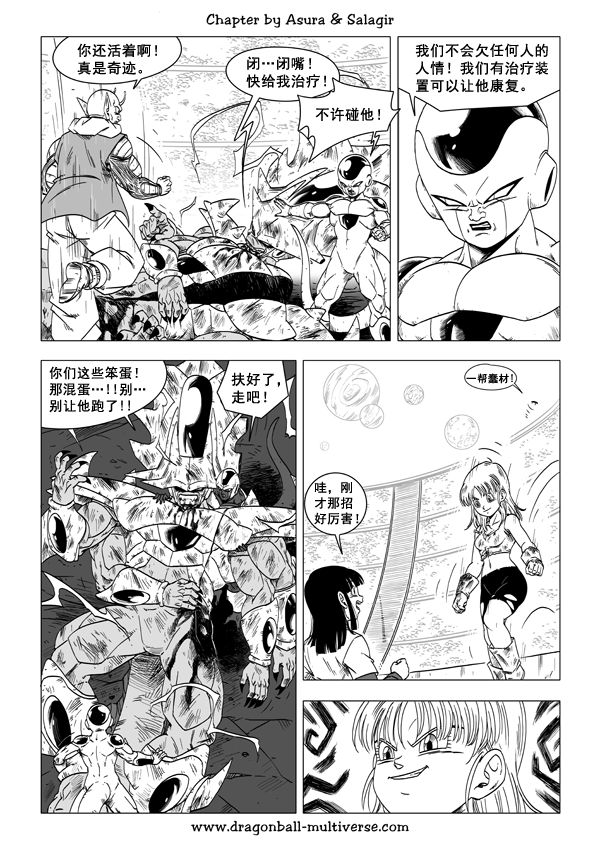 Chapter by Asura & Salagir
你还活着啊！
真是奇迹。
闭…闭嘴！
快给我治疗！
不许碰他！
我们不会欠任何人的
人情！我们有治疗装
置可以让他康复。
你们这些笨蛋！
那混蛋…!!别…
别让他跑了!!
扶好了，
走吧！
一帮蠢材！
哇，刚
才那招
好厉害！
www.dragonball-multiverse.com